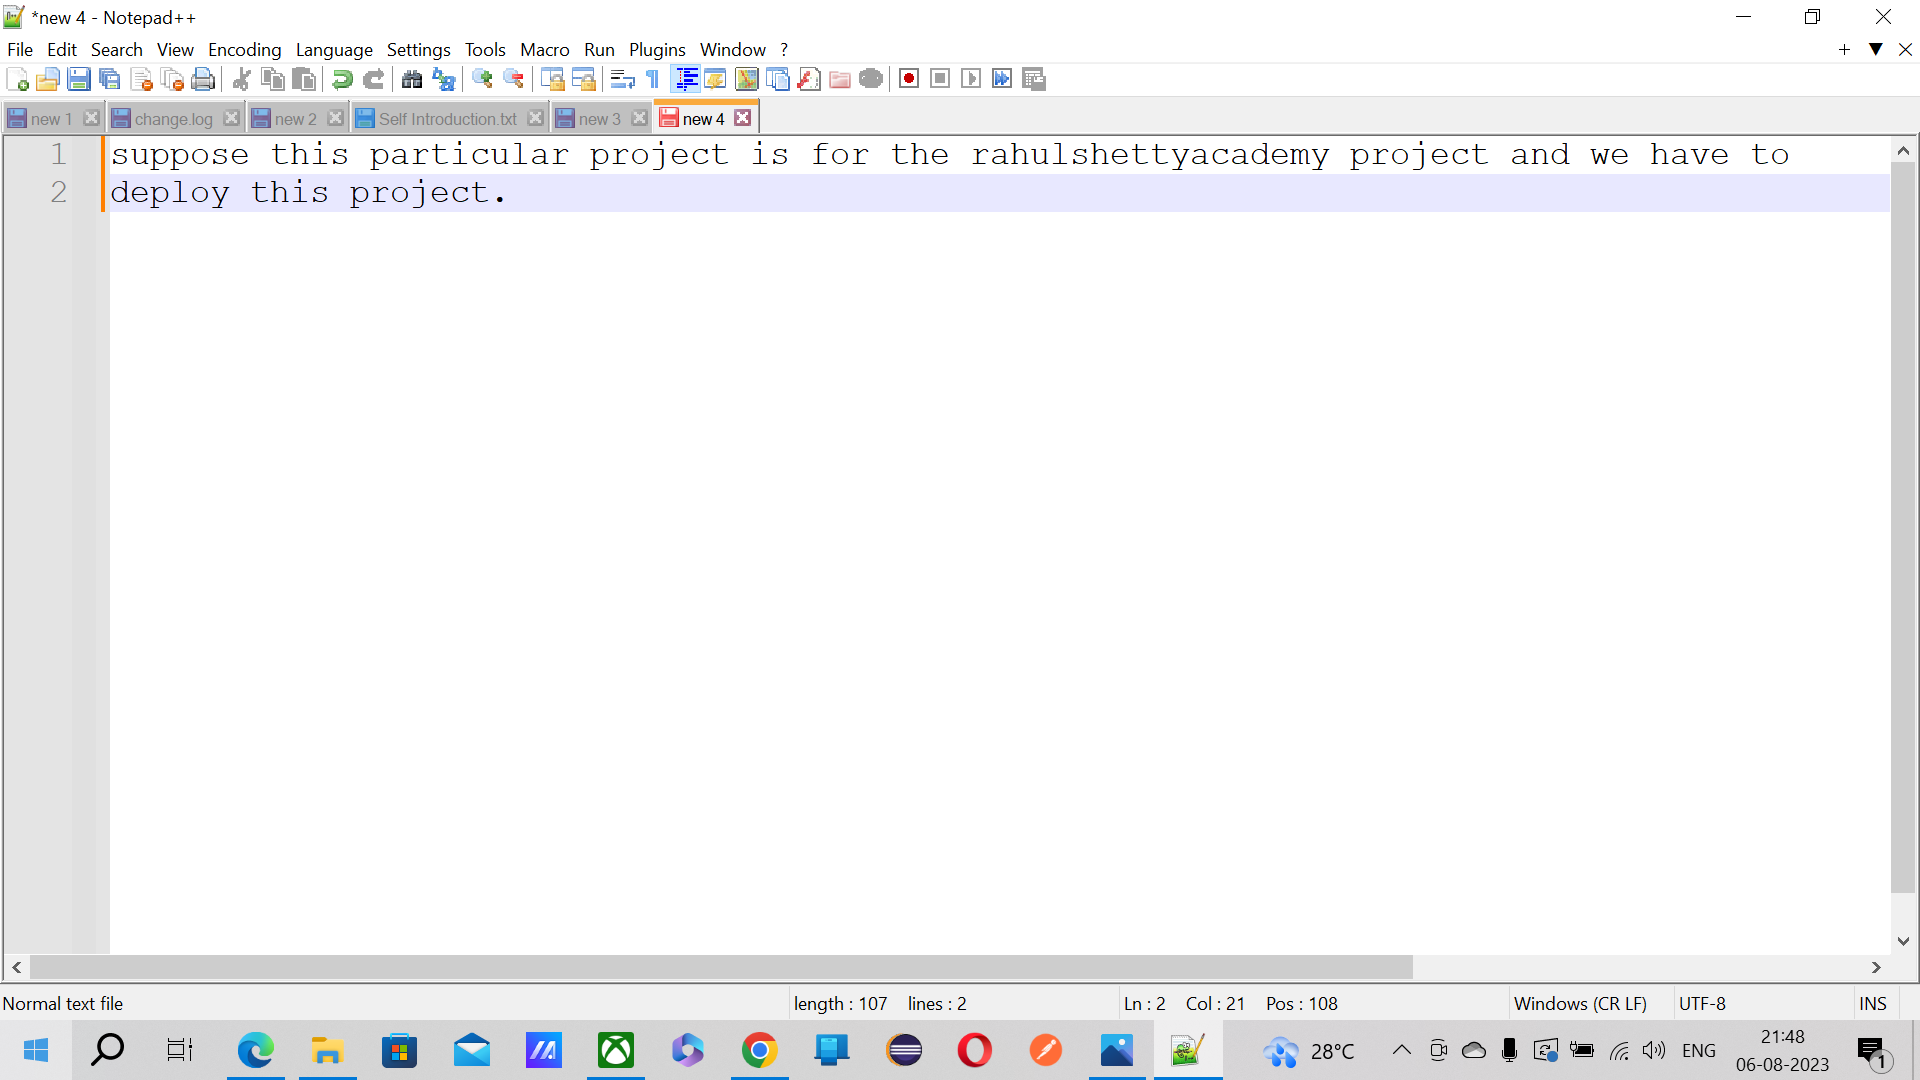 *new 4 - Notepad++
File Edit Search View Encoding Language Settings Tools Macro Run Plugins Window ?
new 1 change.log new 2 Self Introduction.txt new 3 new 4
1 suppose this particular project is for the rahulshettyacademy project and we have to
2 deploy this project.
Normal text file length : 107 lines : 2 Ln : 2 Col : 21 Pos : 108 Windows (CR LF) UTF-8 INS
28°C ENG 21:48
06-08-2023 1